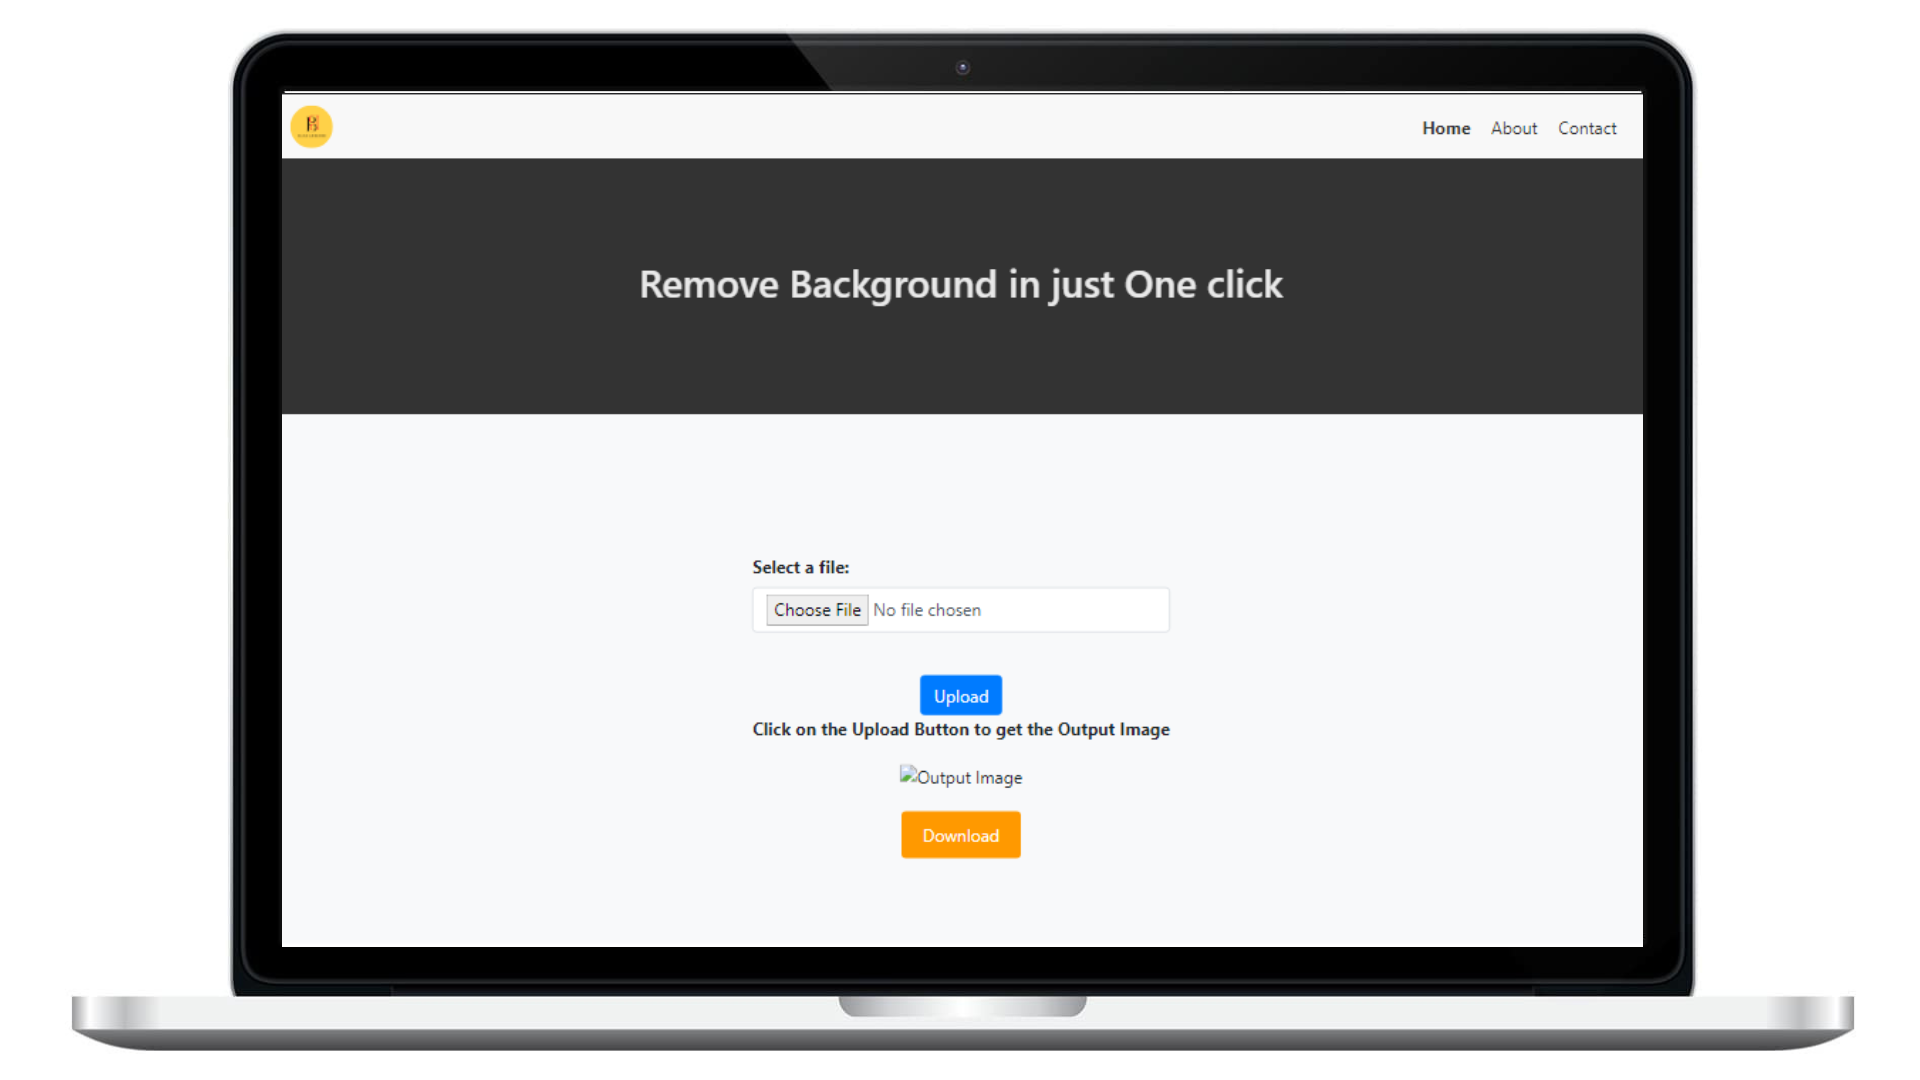 Home About Contact
Remove Background in just One click
Select a file:
Choose File No file chosen
Upload
Click on the Upload Button to get the Output Image
Output Image
Download